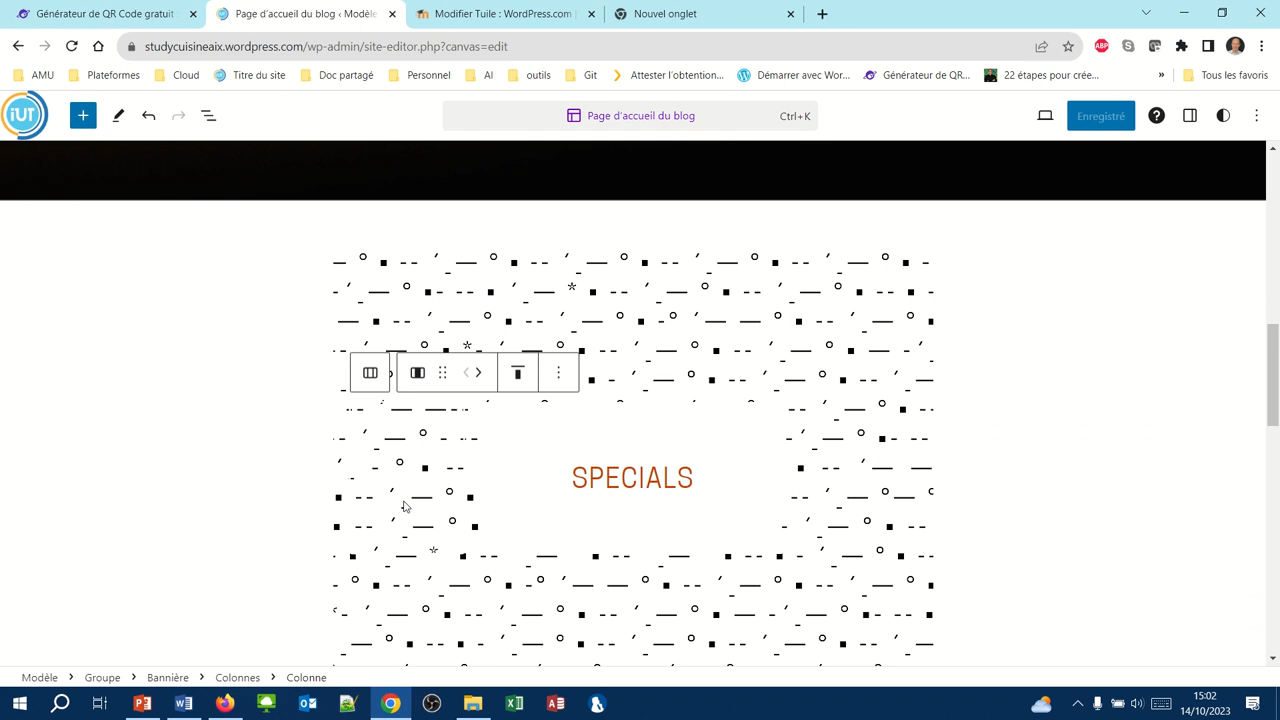 Générateur de QR Code gratuit
Page d'accueil du blog ‹ Modèle
Modifier Tuile : WordPress.com
Nouvel onglet
studycuisineaix.wordpress.com/wp-admin/site-editor.php?canvas=edit
ABP
AMU
Plateformes
Cloud
Titre du site
Doc partagé
Personnel
AI
outils
Git
Attester l'obtention...
Démarrer avec Wor...
Générateur de QR...
22 étapes pour crée...
»
Tous les favoris
iUT
Page d'accueil du blog
Ctrl+K
Enregistré
SPECIALS
Modèle > Groupe > Bannière > Colonnes > Colonne
15:02
14/10/2023